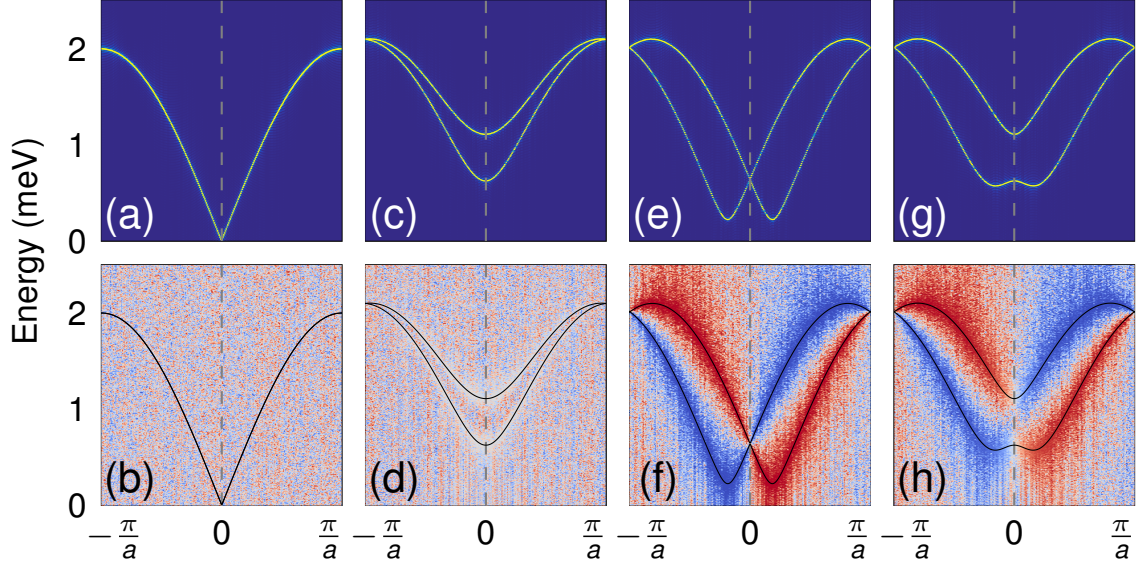 Energy (meV)
2
1
0
(a)
(c)
(e)
(g)
2
1
0
(b)
(d)
(f)
(h)
−π/a
0
π/a
0
π/a
0
π/a
0
π/a